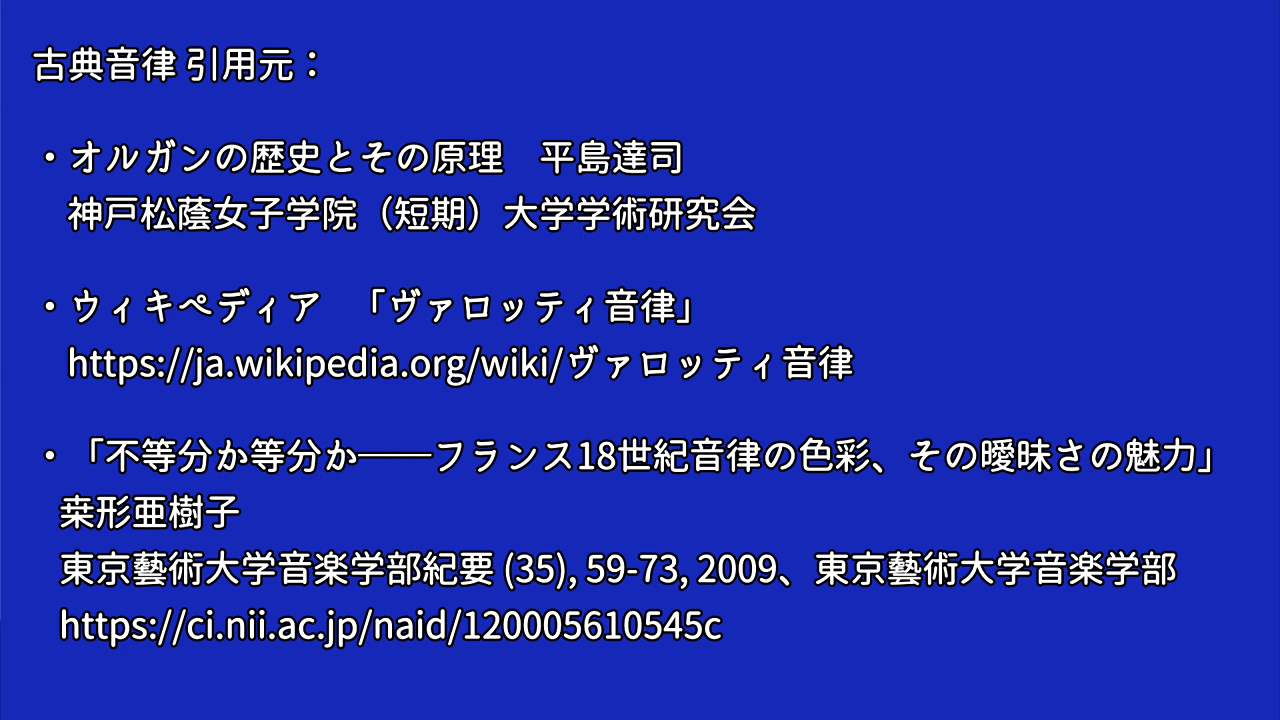 古典音律 引用元：
・オルガンの歴史とその原理　平島達司
神戸松蔭女子学院（短期）大学学術研究会
・ウィキペディア　「ヴァロッティ音律」
https://ja.wikipedia.org/wiki/ヴァロッティ音律
・「不等分か等分か──フランス18世紀音律の色彩、その曖昧さの魅力」
桒形亜樹子
東京藝術大学音楽学部紀要 (35), 59-73, 2009、東京藝術大学音楽学部
https://ci.nii.ac.jp/naid/120005610545c